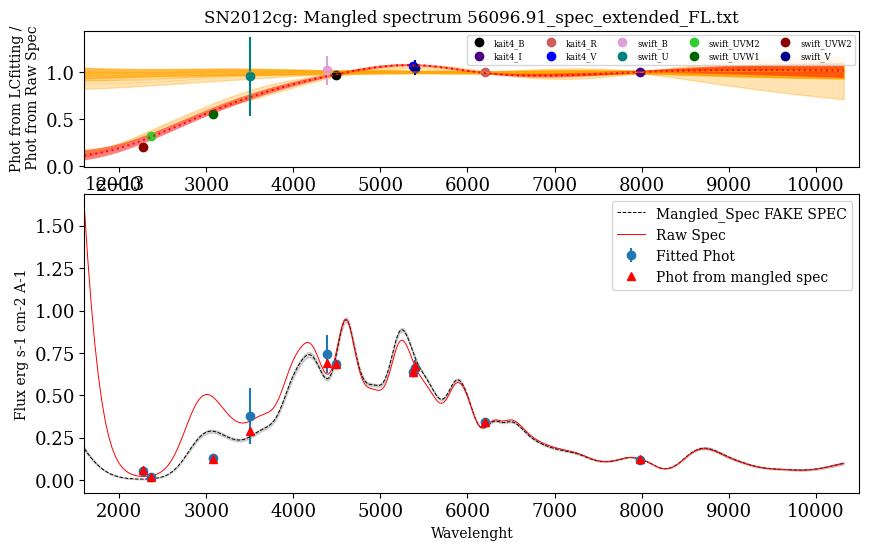 SN2012cg: Mangled spectrum 56096.91_spec_extended_FL.txt
Phot from LCfitting /
Phot from Raw Spec
1.0
0.5
0.0
kait4_B kait4_R swift_B swift_UVM2 swift_UVW2
kait4_I kait4_V swift_U swift_UVW1 swift_V
2000 3000 4000 5000 6000 7000 8000 9000 10000
1e−13
Flux erg s-1 cm-2 A-1
1.50
1.25
1.00
0.75
0.50
0.25
0.00
Mangled_Spec FAKE SPEC
Raw Spec
Fitted Phot
Phot from mangled spec
2000 3000 4000 5000 6000 7000 8000 9000 10000
Wavelenght